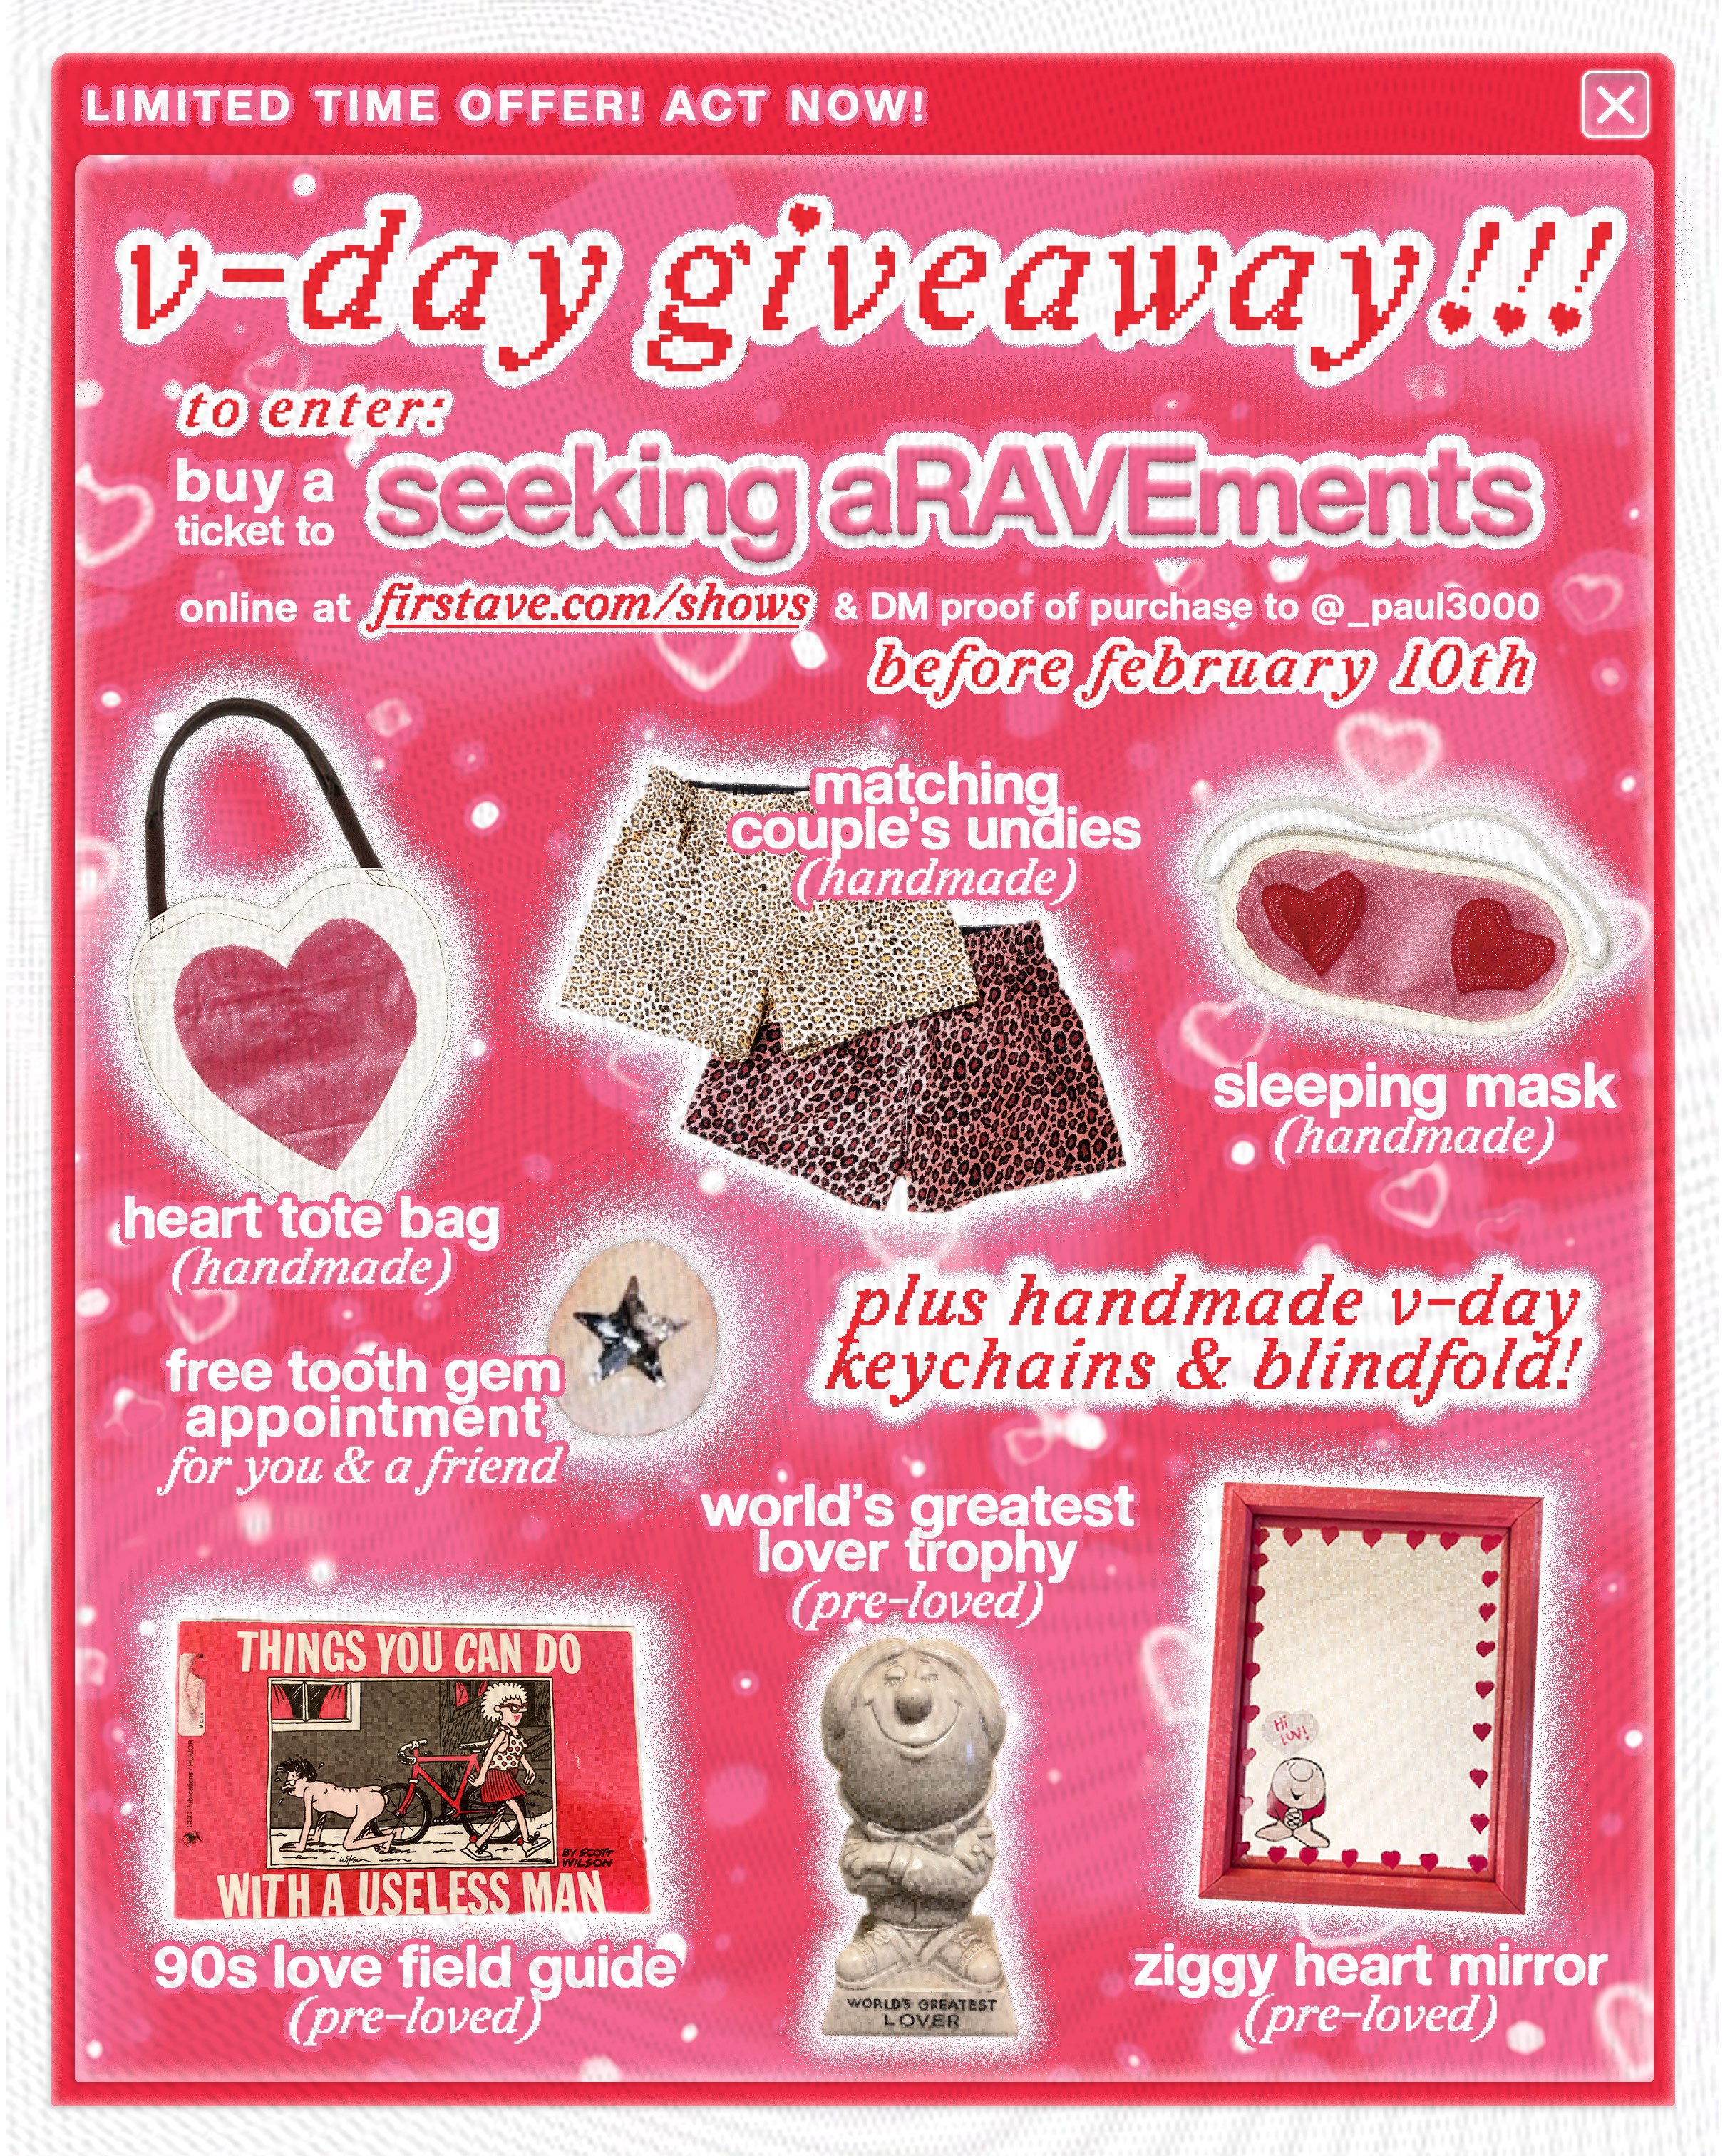 LIMITED TIME OFFER! ACT NOW!
v-day giveaway!!!
to enter:
buy a
ticket to
seeking aRAVEments
online at firstave.com/shows & DM proof of purchase to @_paul3000
before february 10th
matching
couple's undies
(handmade)
sleeping mask
(handmade)
heart tote bag
(handmade)
plus handmade v-day
keychains & blindfold!
free tooth gem
appointment
for you & a friend
world's greatest
lover trophy
(pre-loved)
THINGS YOU CAN DO
CCC Publications / HUMOR
Wilson
BY SCOTT
WILSON
WITH A USELESS MAN
90s love field guide
(pre-loved)
WORLD'S GREATEST
LOVER
Hi
LUV!
ziggy heart mirror
(pre-loved)